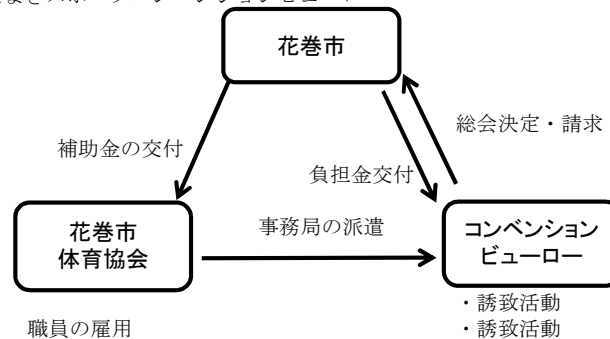 花巻市
総会決定・請求
補助金の交付
負担金交付
花巻市
体育協会
事務局の派遣
コンベンション
ビューロー
・誘致活動
・誘致活動
職員の雇用